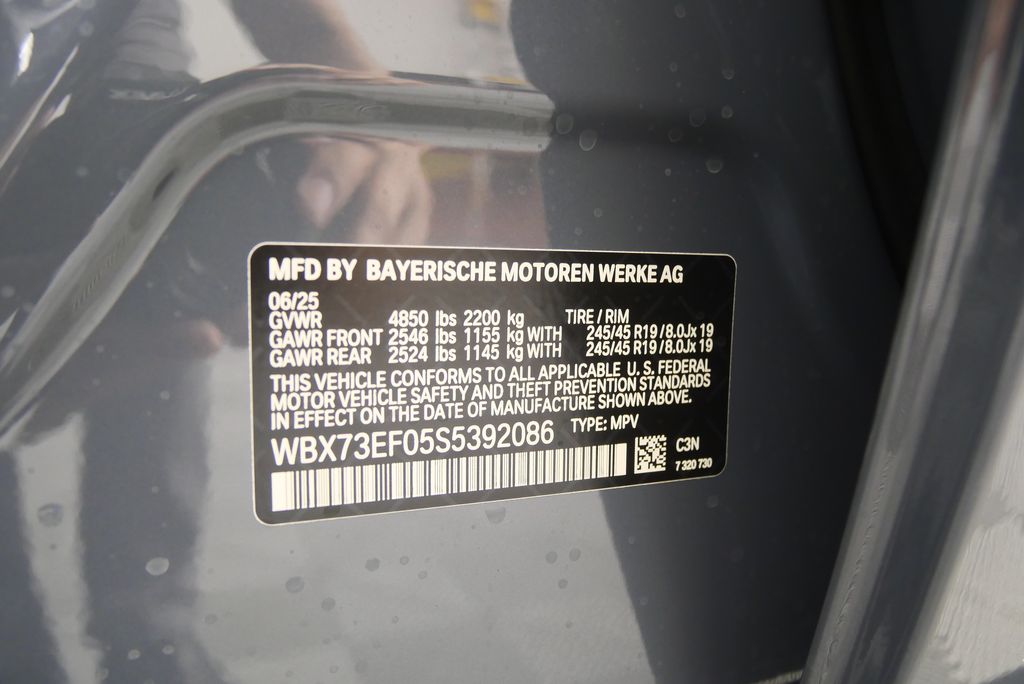 MFD BY BAYERISCHE MOTOREN WERKE AG
06/25
GVWR 4850 lbs 2200 kg TIRE / RIM
GAWR FRONT 2546 lbs 1155 kg WITH 245/45 R19 / 8.0Jx 19
GAWR REAR 2524 lbs 1145 kg WITH 245/45 R19 / 8.0Jx 19
THIS VEHICLE CONFORMS TO ALL APPLICABLE U. S. FEDERAL
MOTOR VEHICLE SAFETY AND THEFT PREVENTION STANDARDS
IN EFFECT ON THE DATE OF MANUFACTURE SHOWN ABOVE.
WBX73EF05S5392086 TYPE: MPV
C3N
7 320 730